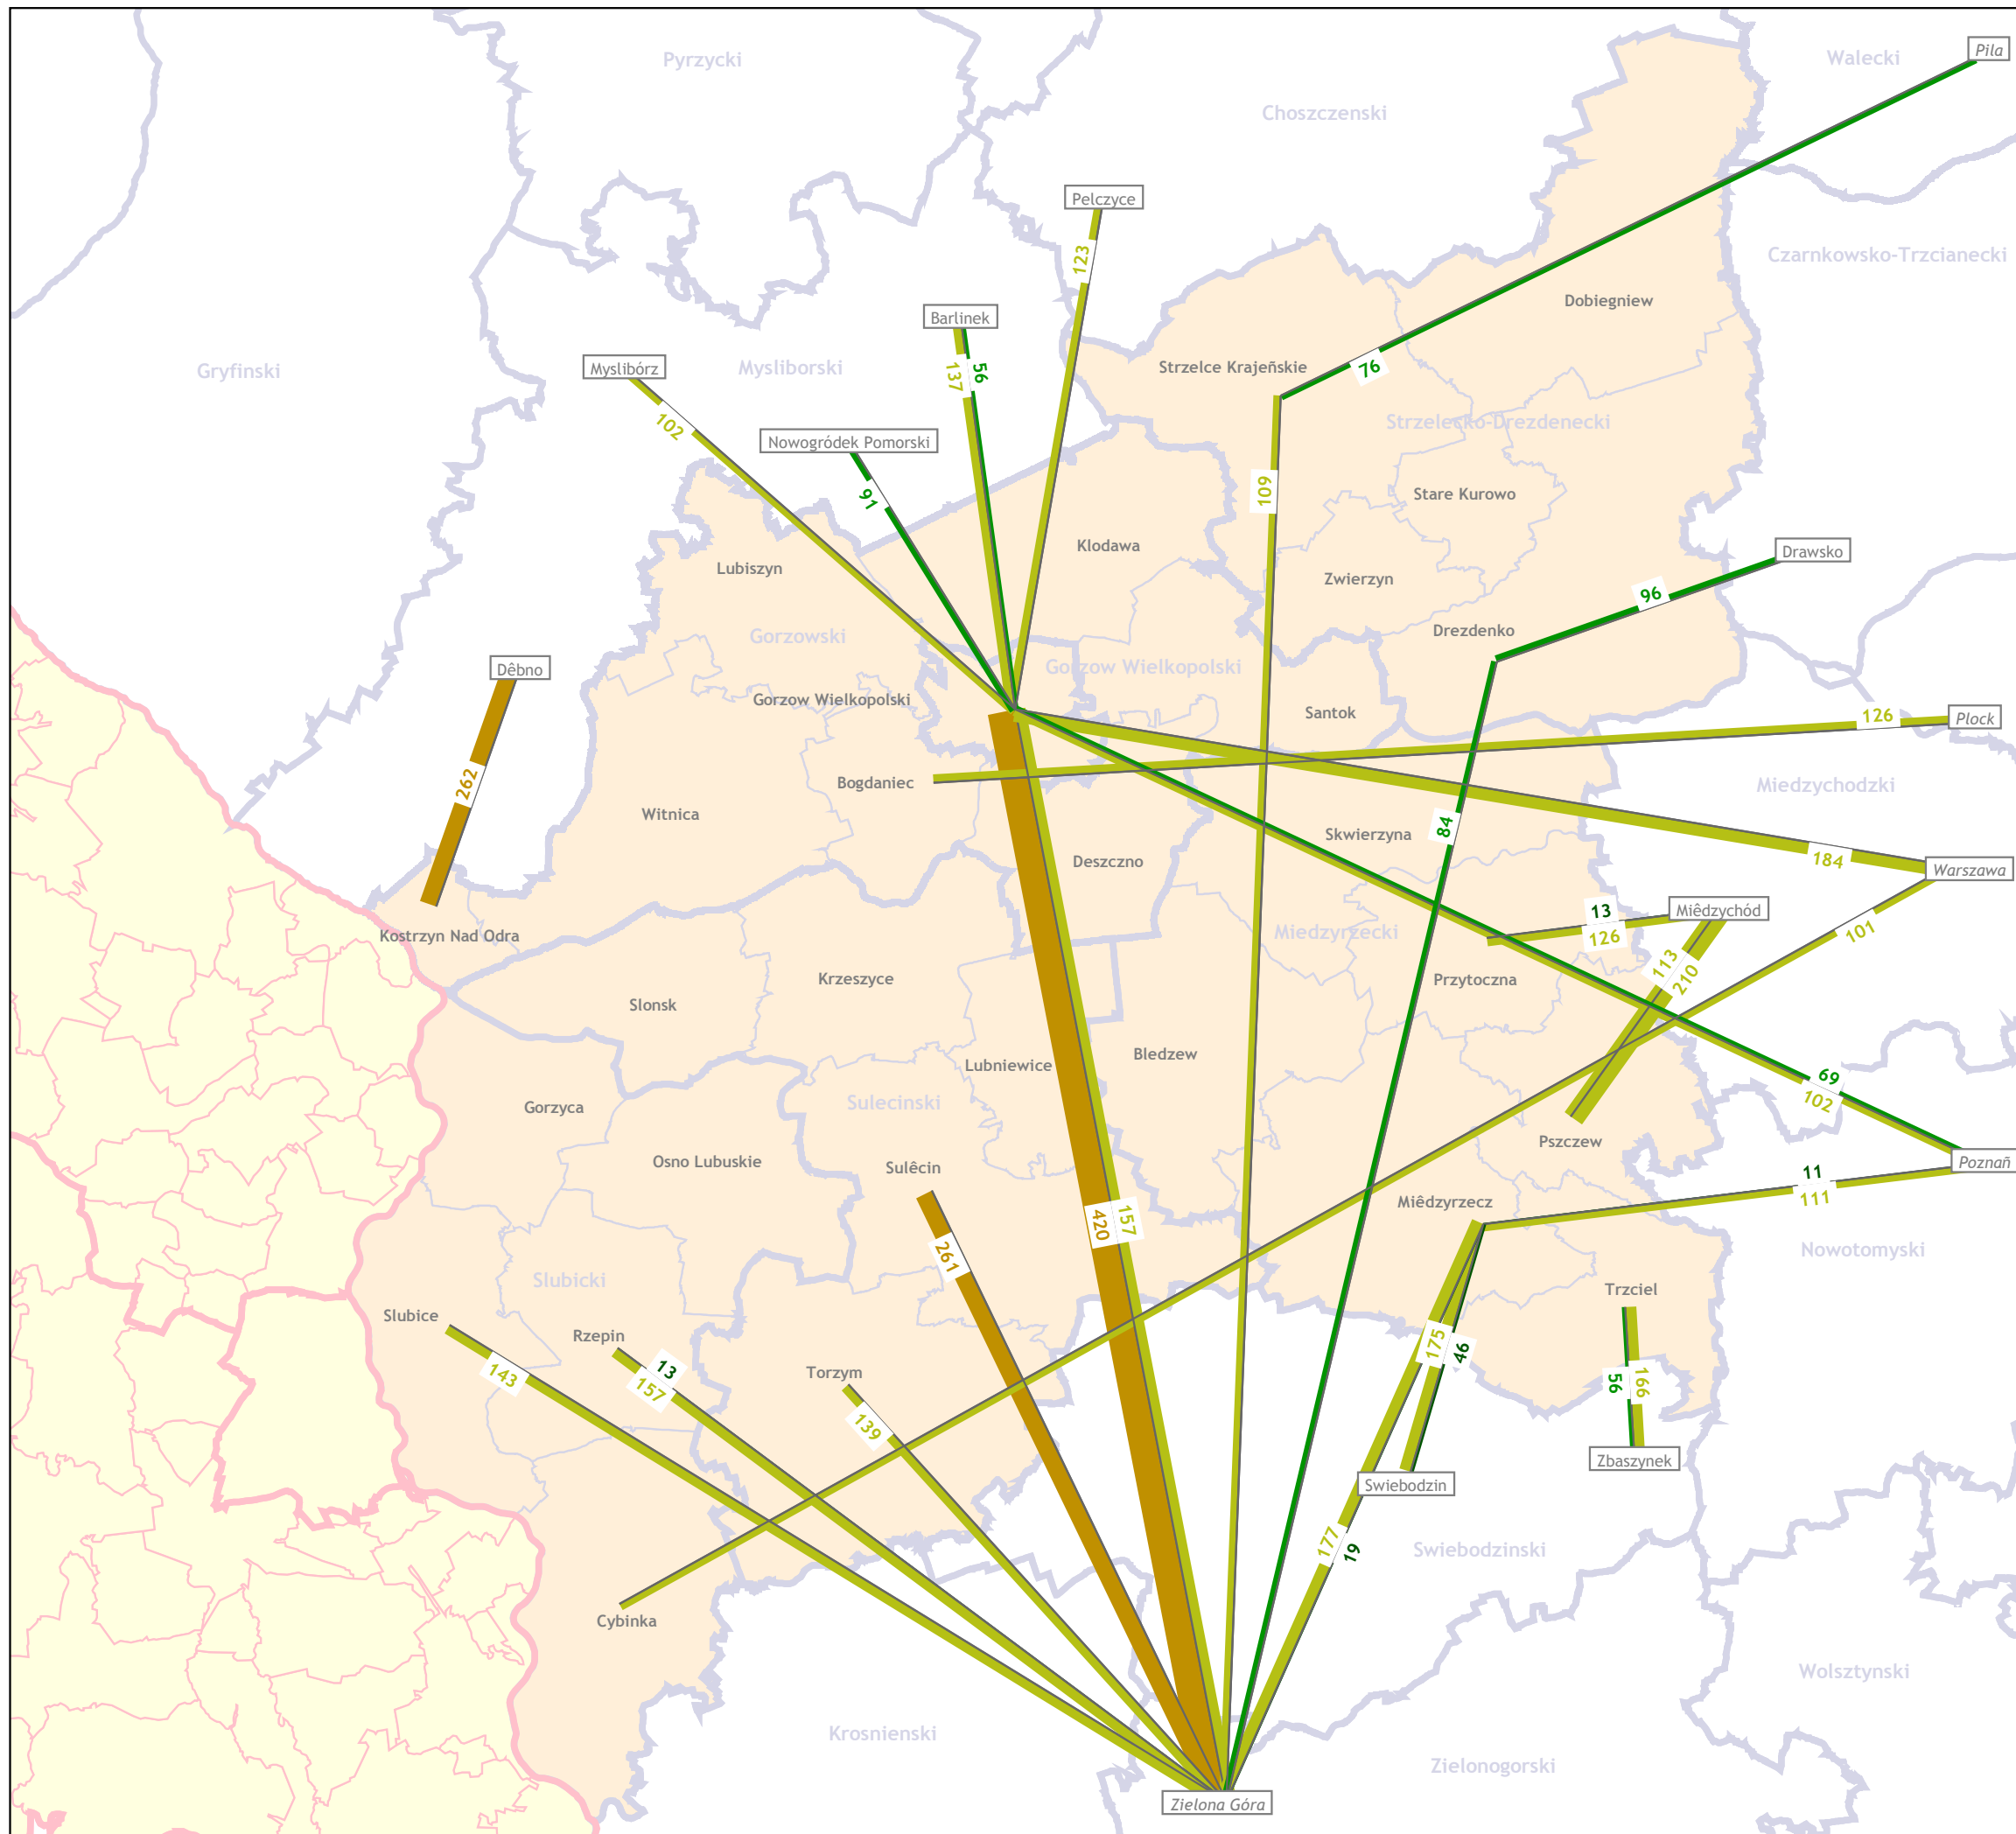 Pila
Pyrzycki
Walecki
Choszczenski
Pelczyce
Czarnkowsko-Trzcianecki
123
Dobiegniew
Barlinek
Strzelce Krajeñskie
76
Myslibórz
Mysliborski
Gryfinski
137
56
Strzelecko-Drezdenecki
102
Nowogródek Pomorski
91
109
Stare Kurowo
Klodawa
Drawsko
Lubiszyn
Zwierzyn
96
Gorzowski
Drezdenko
Dêbno
Gorzow Wielkopolski
Gorzow Wielkopolski
Santok
126
Plock
262
Bogdaniec
Miedzychodzki
Witnica
84
Skwierzyna
Deszczno
184
Warszawa
13
Miêdzychód
126
101
Kostrzyn Nad Odra
Miedzyrzecki
113
210
Krzeszyce
Przytoczna
Slonsk
Bledzew
Lubniewice
69
102
Gorzyca
Sulecinski
Pszczew
Osno Lubuskie
Sulêcin
Poznañ
11
111
Miêdzyrzecz
420
157
261
Nowotomyski
Slubicki
Trzciel
Slubice
Rzepin
175
46
13
157
143
Torzym
56
166
139
Zbaszynek
Swiebodzin
177
19
Swiebodzinski
Cybinka
Wolsztynski
Krosnienski
Zielonogorski
Zielona Góra